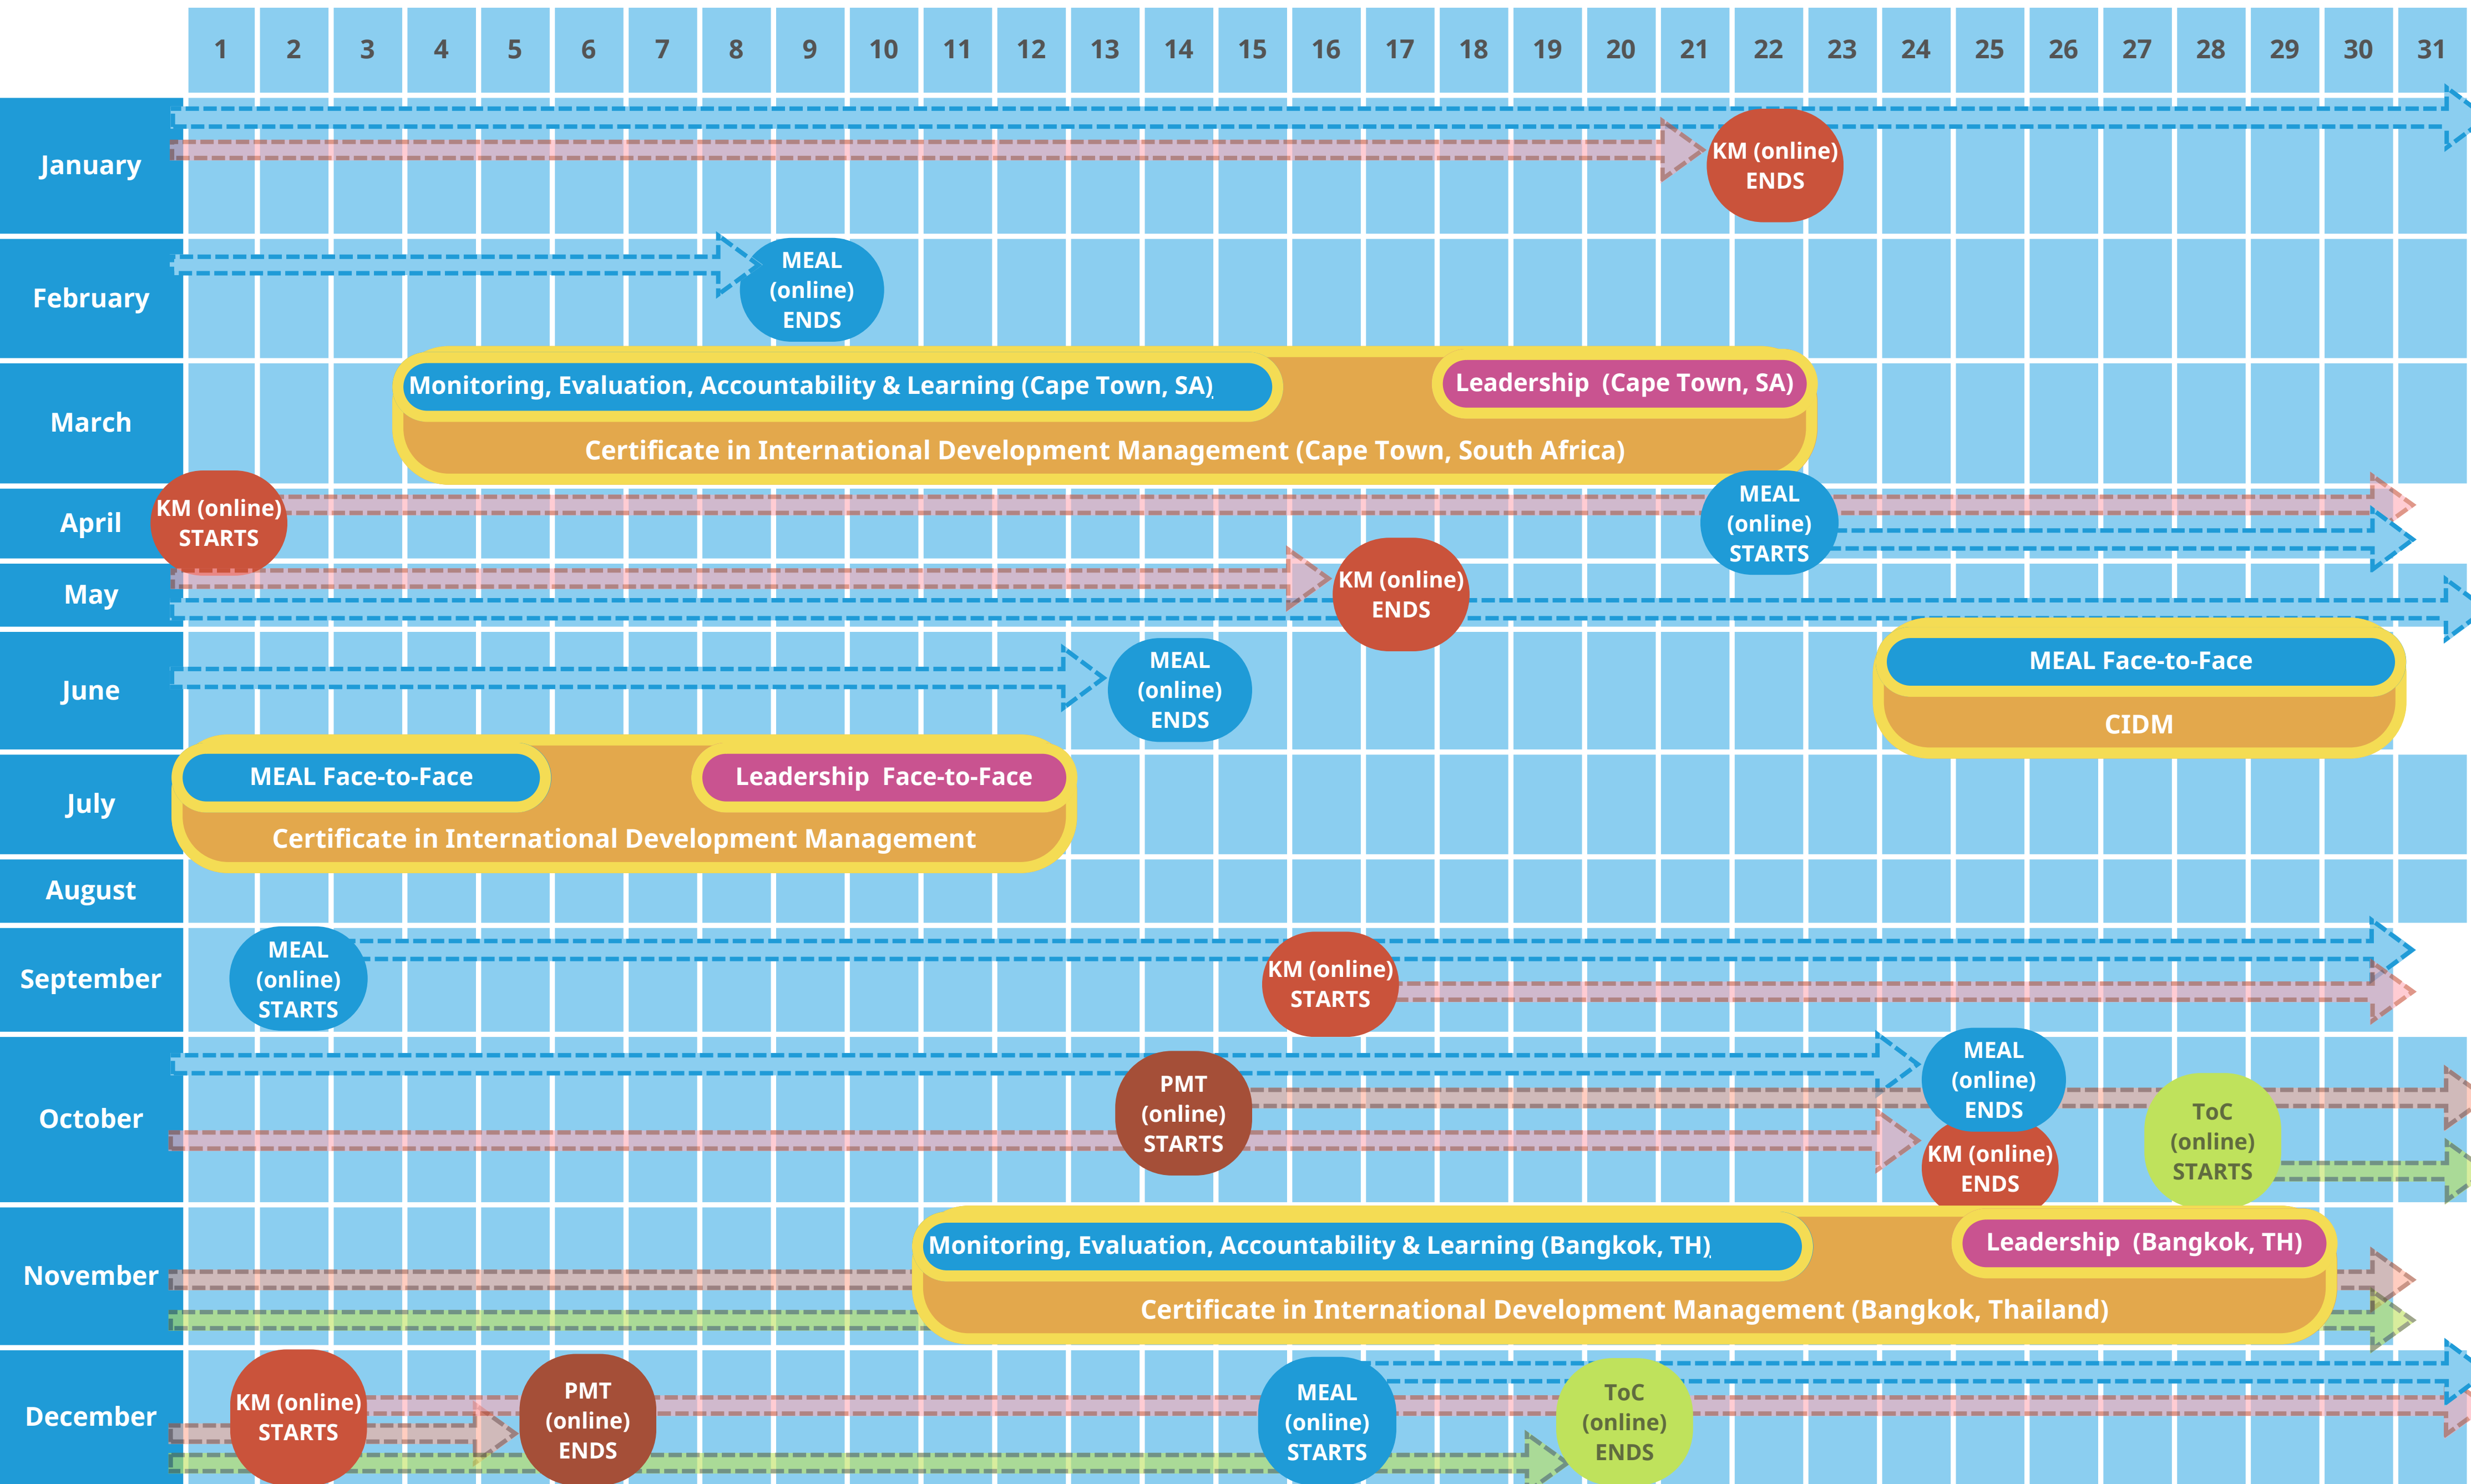 1 2 3 4 5 6 7 8 9 10 11 12 13 14 15 16 17 18 19 20 21 22 23 24 25 26 27 28 29 30 31
January
KM (online)
ENDS
February
MEAL
(online)
ENDS
March
Monitoring, Evaluation, Accountability & Learning (Cape Town, SA)
Leadership (Cape Town, SA)
Certificate in International Development Management (Cape Town, South Africa)
April
KM (online)
STARTS
MEAL
(online)
STARTS
May
KM (online)
ENDS
June
MEAL
(online)
ENDS
MEAL Face-to-Face
CIDM
July
MEAL Face-to-Face
Leadership Face-to-Face
Certificate in International Development Management
August
September
MEAL
(online)
STARTS
KM (online)
STARTS
October
PMT
(online)
STARTS
MEAL
(online)
ENDS
KM (online)
ENDS
ToC
(online)
STARTS
November
Monitoring, Evaluation, Accountability & Learning (Bangkok, TH)
Leadership (Bangkok, TH)
Certificate in International Development Management (Bangkok, Thailand)
December
KM (online)
STARTS
PMT
(online)
ENDS
MEAL
(online)
STARTS
ToC
(online)
ENDS